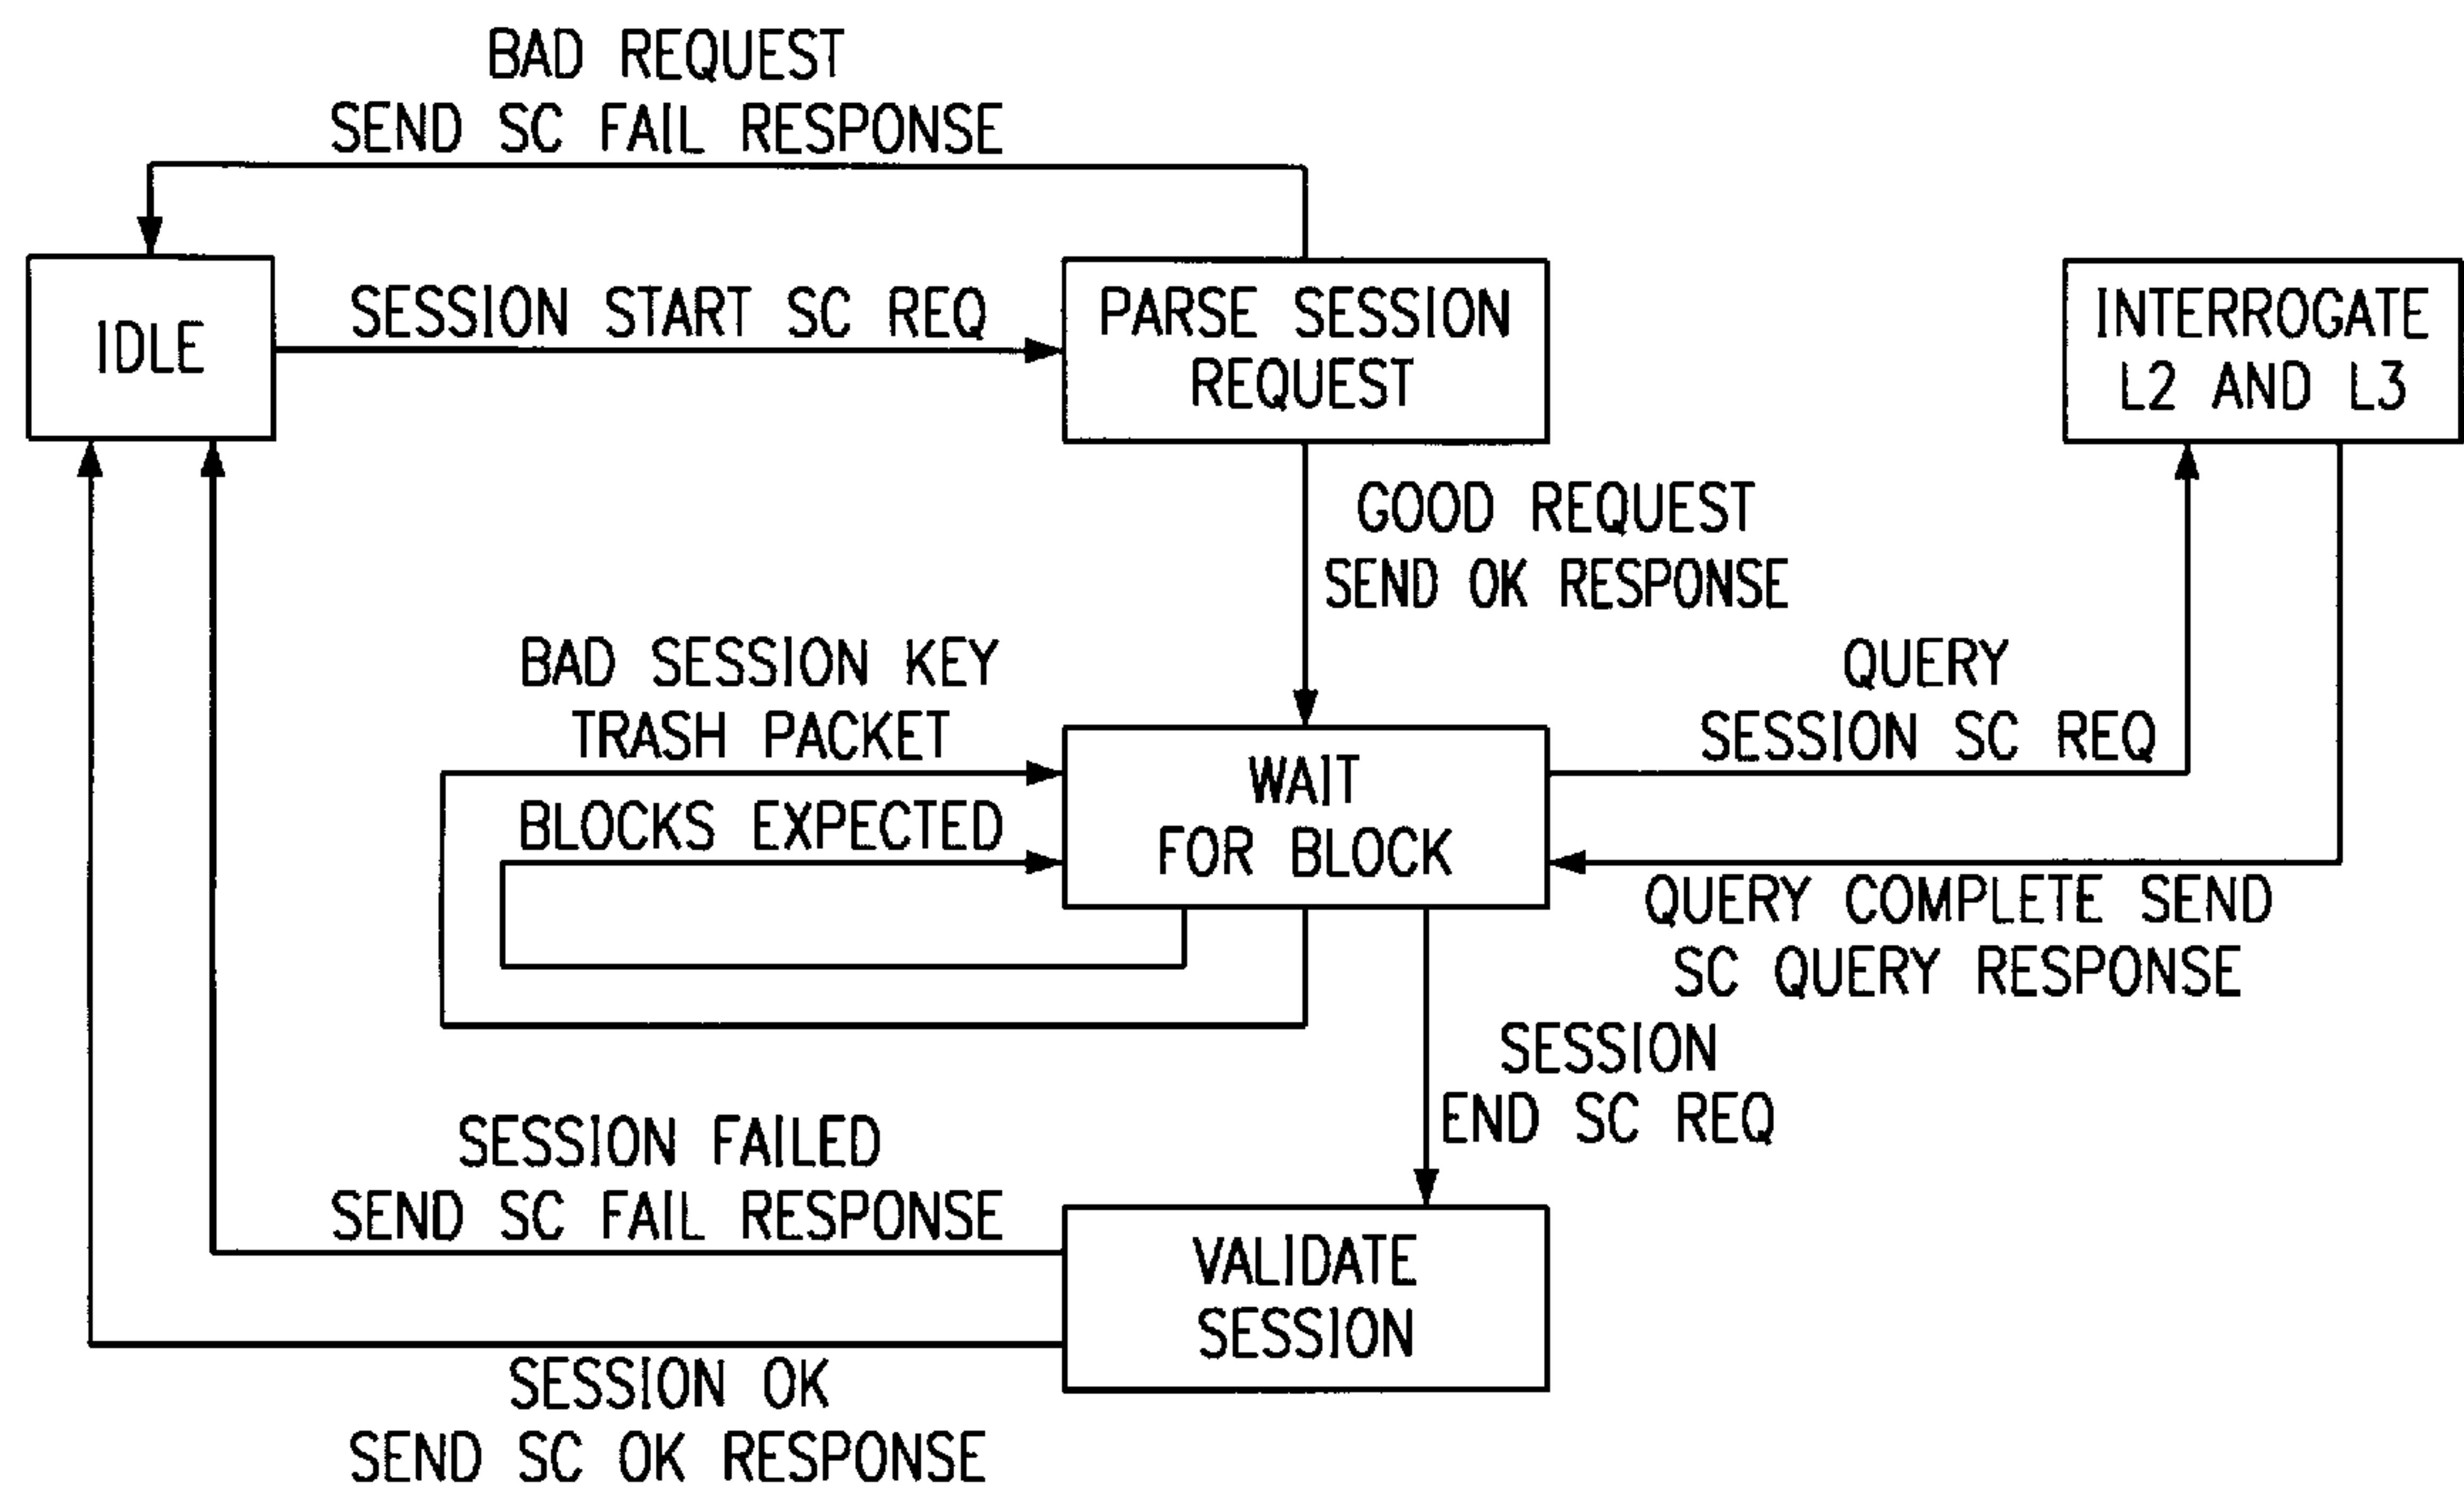 BAD REQUEST
SEND SC FAIL RESPONSE
IDLE
SESSION START SC REQ
PARSE SESSION
REQUEST
INTERROGATE
L2 AND L3
GOOD REQUEST
SEND OK RESPONSE
BAD SESSION KEY
TRASH PACKET
BLOCKS EXPECTED
WAIT
FOR BLOCK
QUERY
SESSION SC REQ
QUERY COMPLETE SEND
SC QUERY RESPONSE
SESSION
END SC REQ
SESSION FAILED
SEND SC FAIL RESPONSE
VALIDATE
SESSION
SESSION OK
SEND SC OK RESPONSE